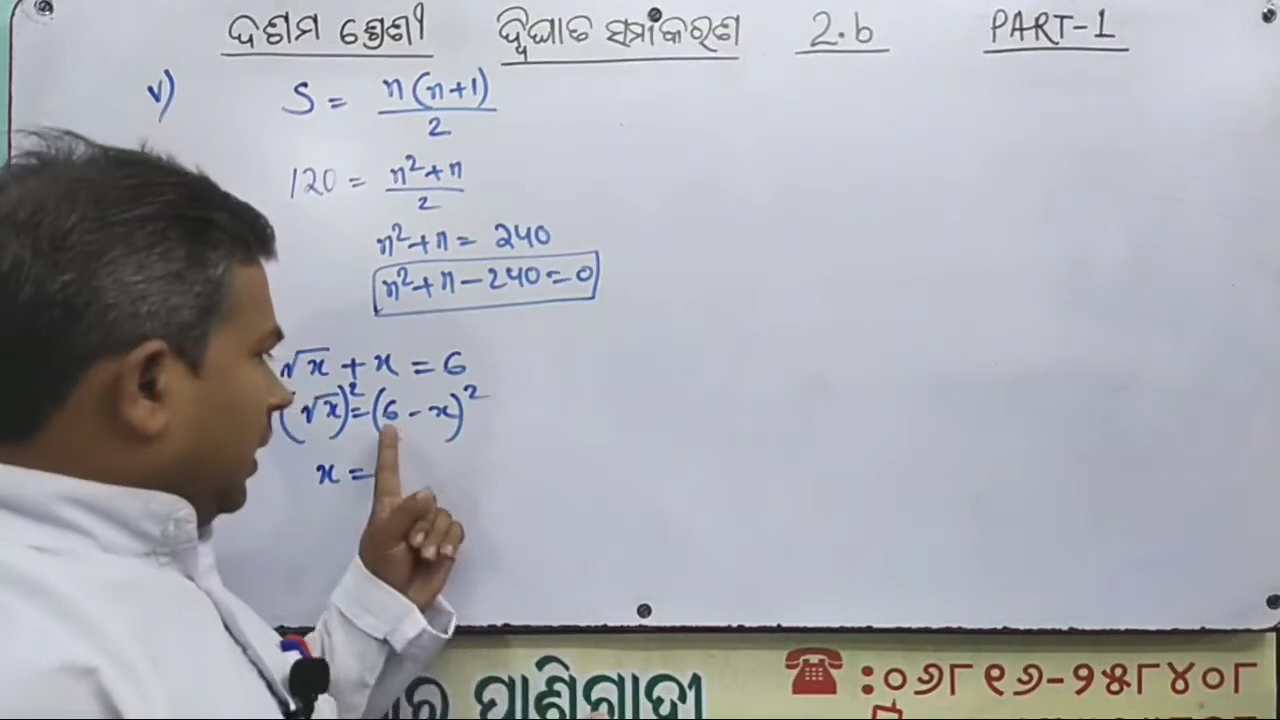 ଦଶମ ଶ୍ରେଣୀ ଦ୍ୱିଘାତ ସମୀକରଣ 2.b PART-1
v) S = n(n+1)/2
120 = n²+n/2
n²+n = 240
n²+n-240=0
√x + x = 6
(√x)²=(6-x)²
x =
ପାଣିଗ୍ରାହୀ
:୦୬୮୧୬-୨୫୮୪୦୮